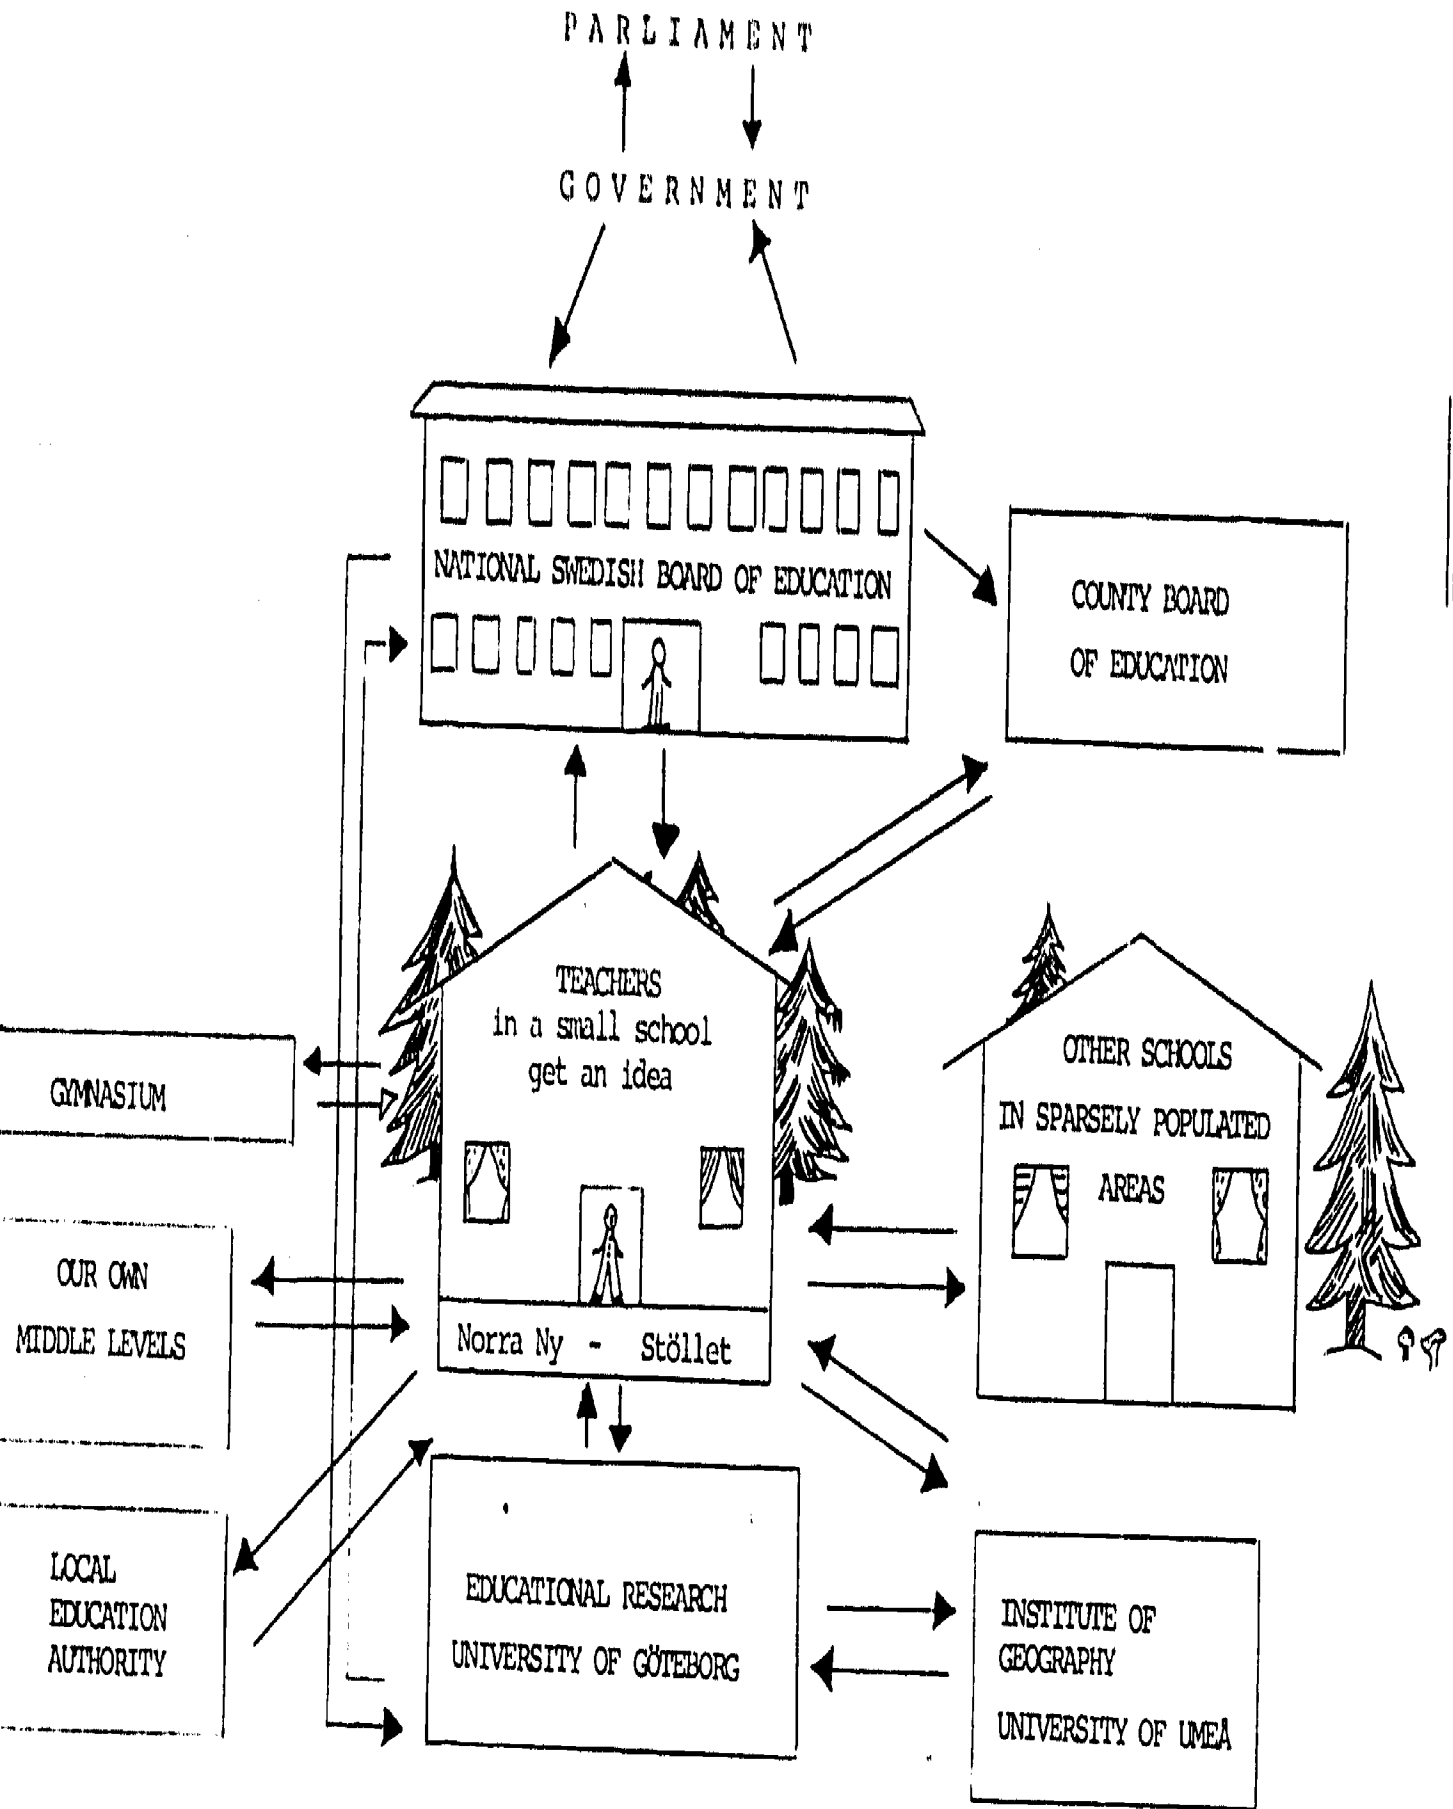 PARLIAMENT
GOVERNMENT
NATIONAL SWEDISH BOARD OF EDUCATION
COUNTY BOARD
OF EDUCATION
TEACHERS
in a small school
get an idea
Norra Ny - Stöllet
OTHER SCHOOLS
IN SPARSELY POPULATED
AREAS
GYMNASIUM
OUR OWN
MIDDLE LEVELS
LOCAL
EDUCATION
AUTHORITY
EDUCATIONAL RESEARCH
UNIVERSITY OF GÖTEBORG
INSTITUTE OF
GEOGRAPHY
UNIVERSITY OF UMEÅ